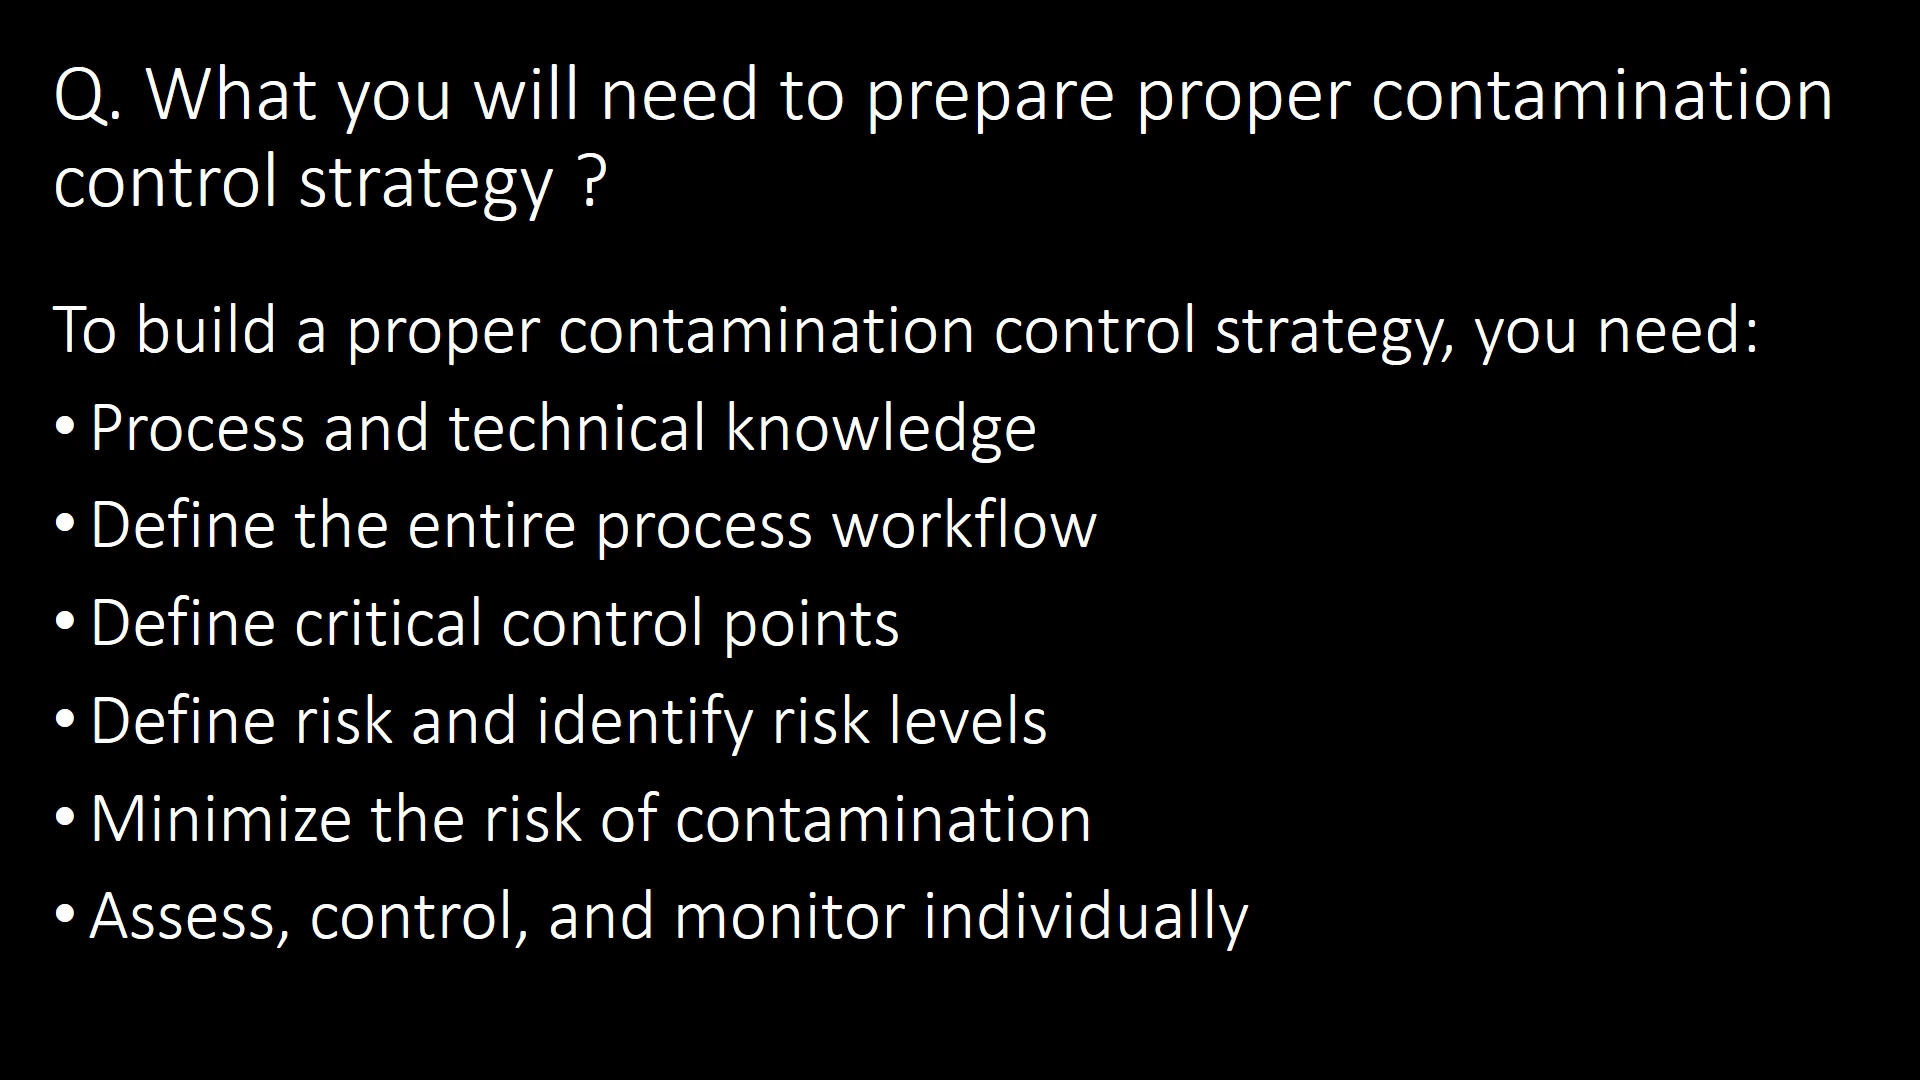 Q. What you will need to prepare proper contamination
control strategy ?
To build a proper contamination control strategy, you need:
• Process and technical knowledge
• Define the entire process workflow
• Define critical control points
• Define risk and identify risk levels
• Minimize the risk of contamination
• Assess, control, and monitor individually